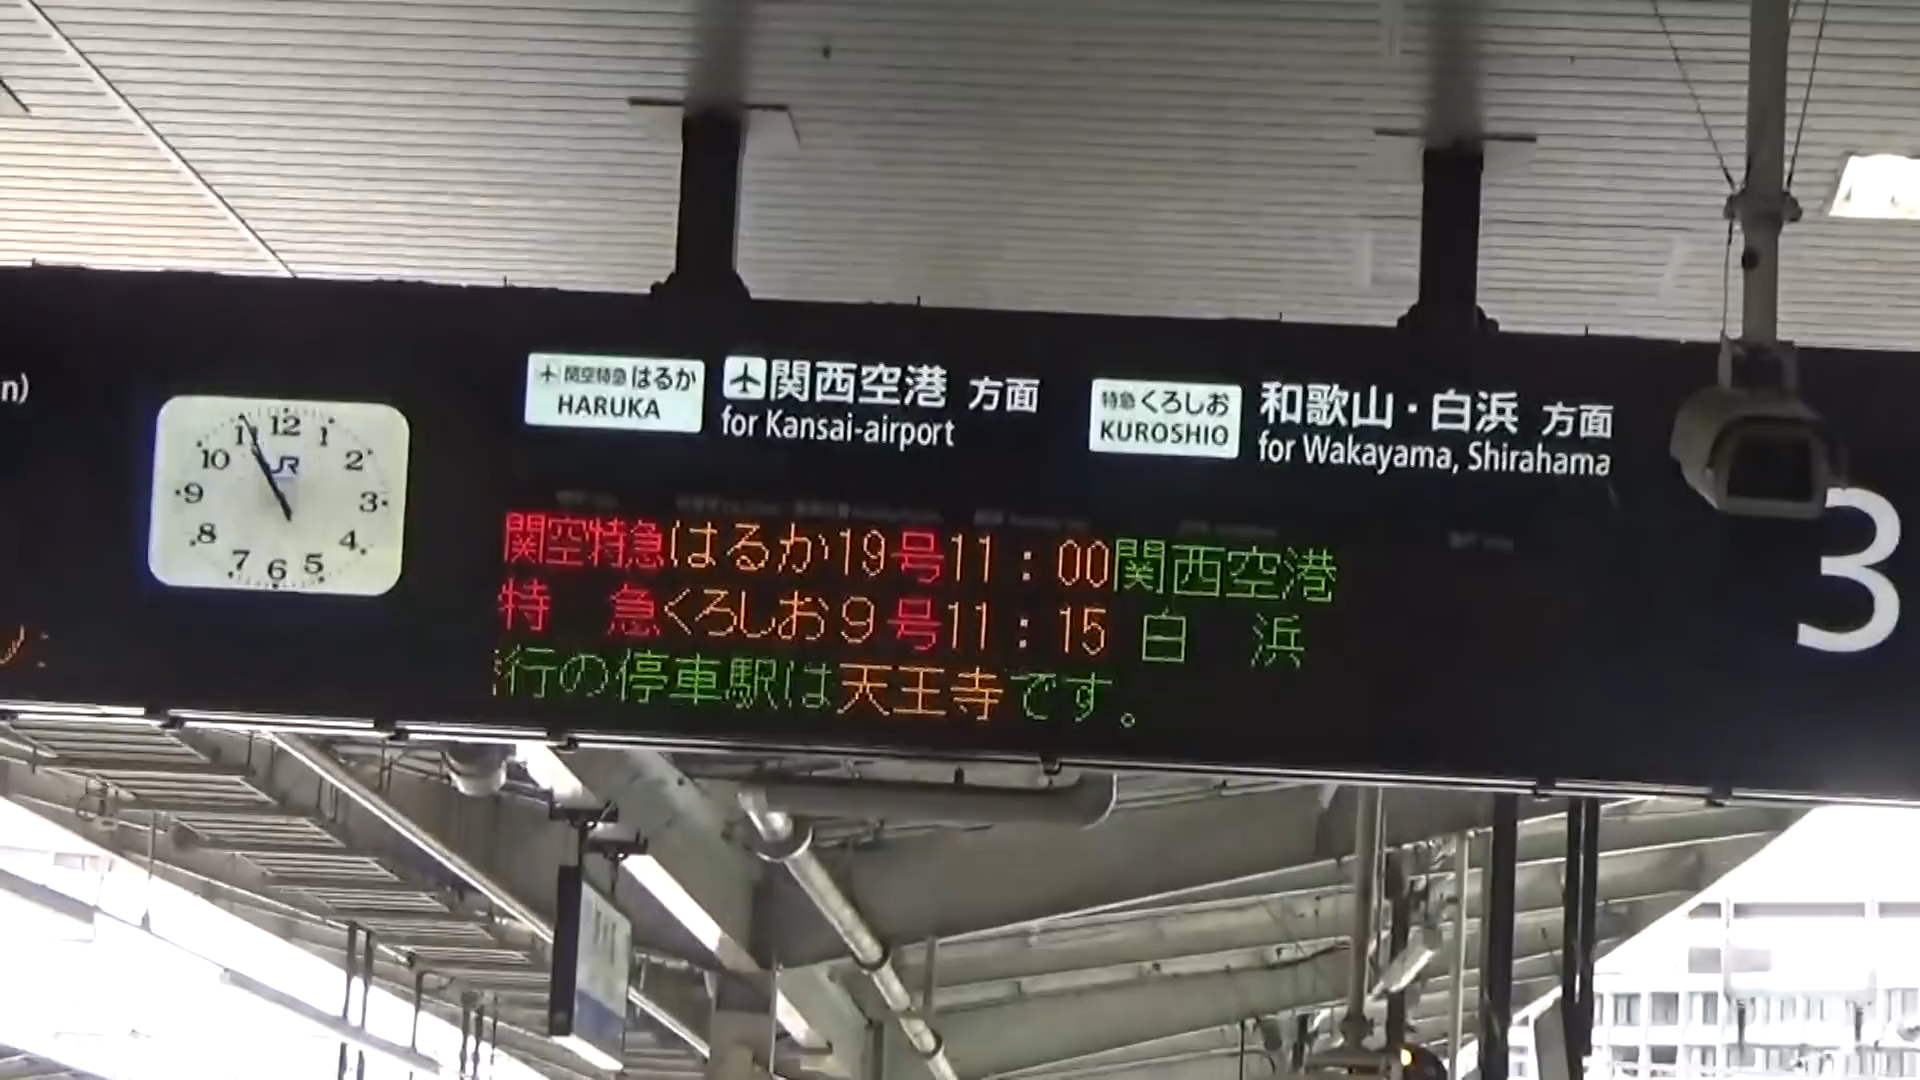 n)
12
1
2
3
4
5
6
7
8
9
10
11
JR
関空特急 はるか
HARUKA
関西空港 方面
for Kansai-airport
特急 くろしお
KUROSHIO
和歌山・白浜 方面
for Wakayama, Shirahama
関空特急はるか19号11:00関西空港
特 急くろしお9号11:15 白 浜
行の停車駅は天王寺です。
3